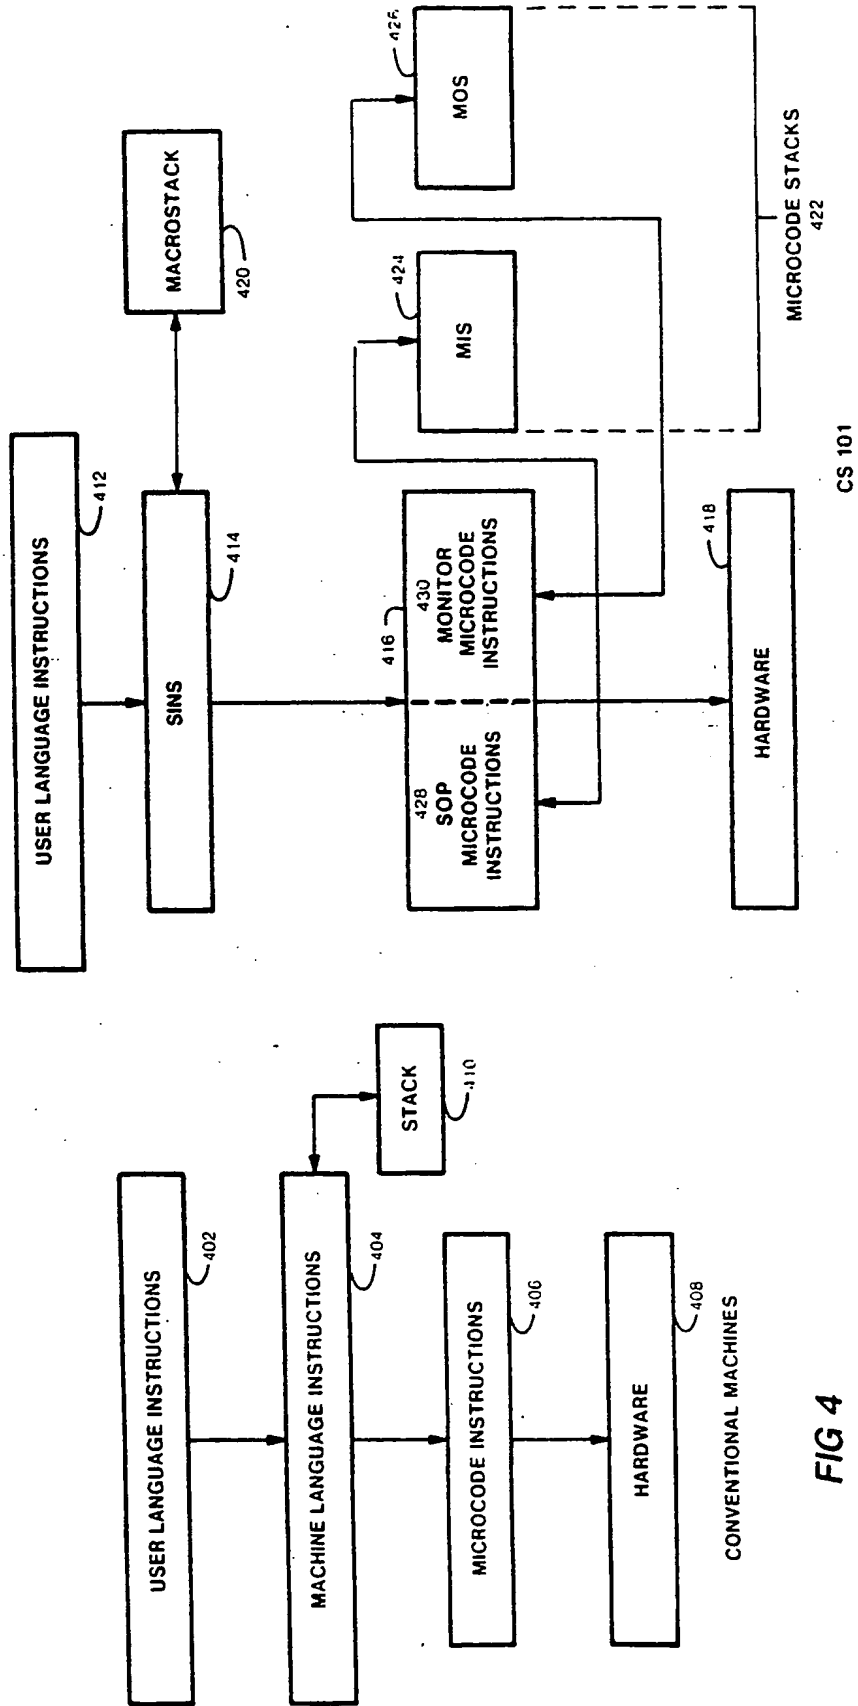 USER LANGUAGE INSTRUCTIONS
402
MACHINE LANGUAGE INSTRUCTIONS
404
STACK
410
MICROCODE INSTRUCTIONS
406
HARDWARE
408
CONVENTIONAL MACHINES
USER LANGUAGE INSTRUCTIONS
412
SINS
414
MACROSTACK
420
416
428
SOP
MICROCODE
INSTRUCTIONS
430
MONITOR
MICROCODE
INSTRUCTIONS
MIS
424
MOS
426
MICROCODE STACKS
422
HARDWARE
418
CS 101
FIG 4